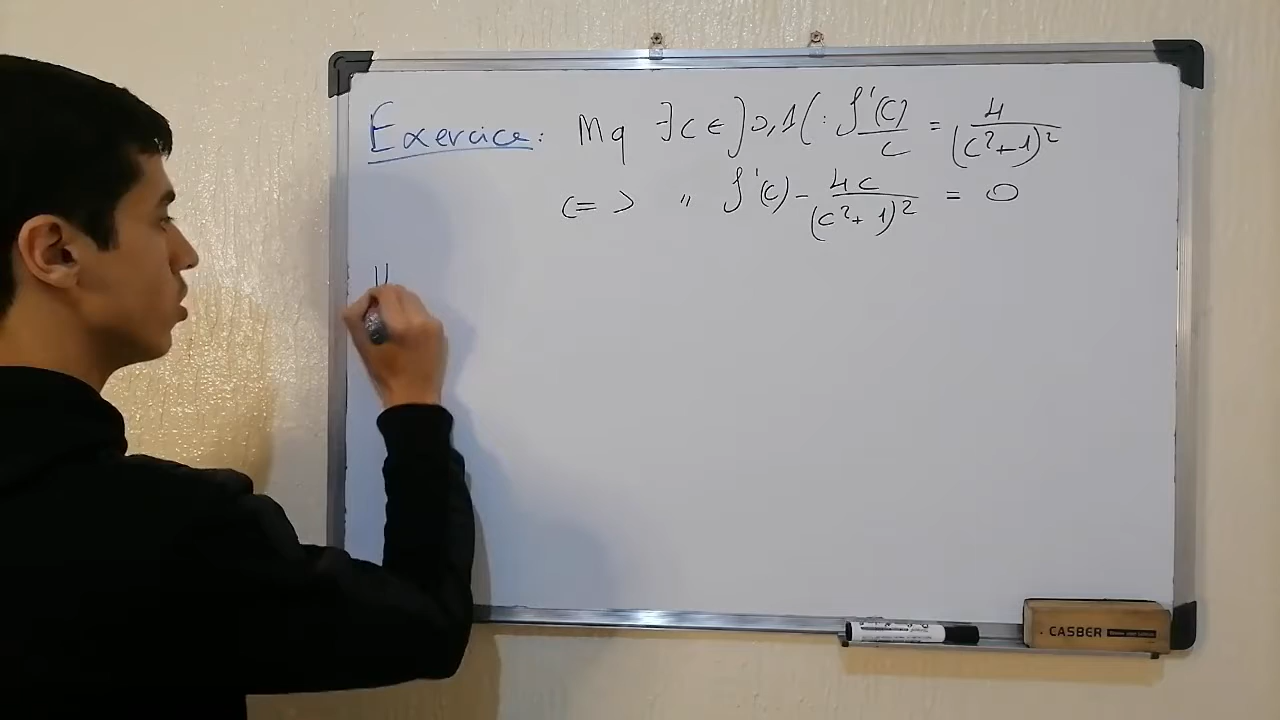 Exercice: Mq ∃c∈]0,1[ : f'(c)/c = 4/(c²+1)²
<=> " f'(c) - 4c/(c²+1)² = 0
CASBER